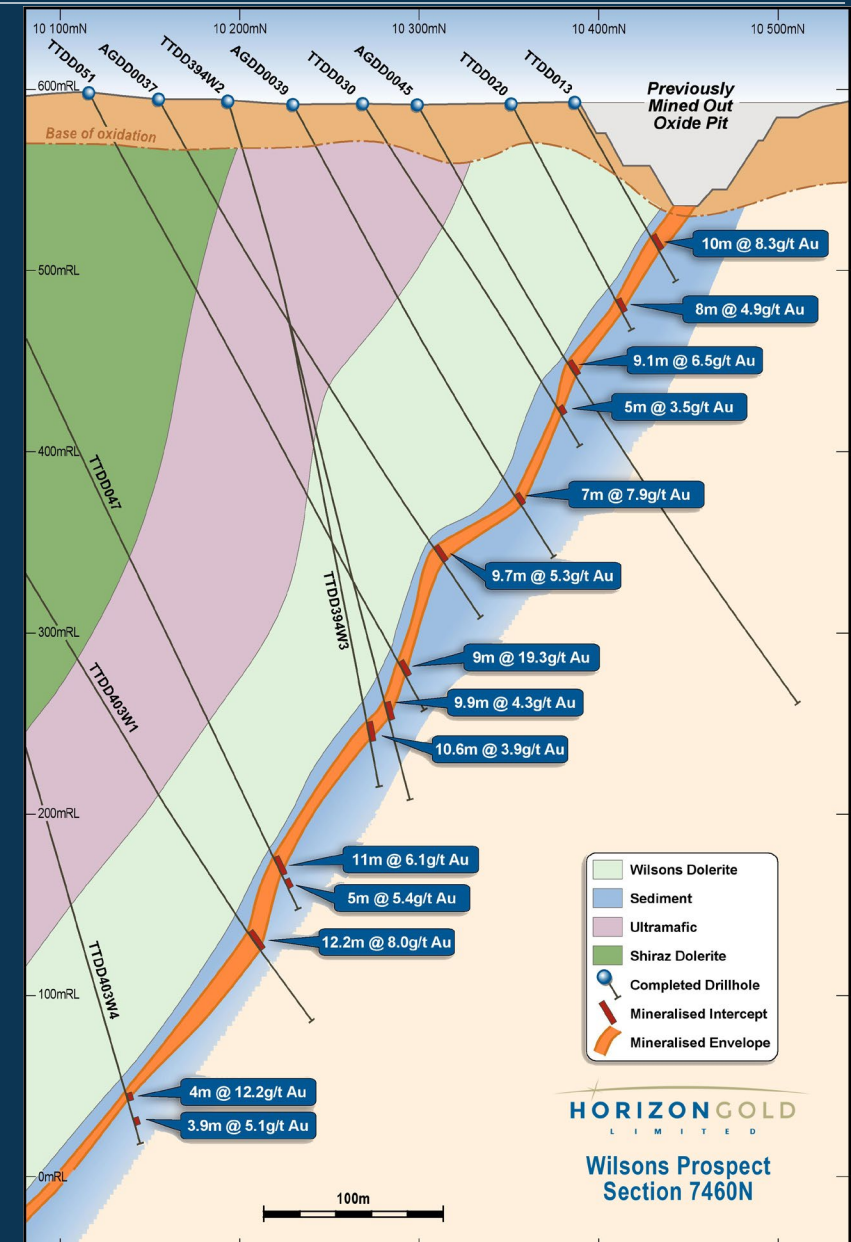 10 100mN
10 200mN
10 300mN
10 400mN
10 500mN
TTDD051
AGDD0037
TTDD394W2
AGDD0039
TTDD030
AGDD0045
TTDD020
TTDD013
600mRL
Previously
Mined Out
Oxide Pit
Base of oxidation
10m @ 8.3g/t Au
500mRL
8m @ 4.9g/t Au
9.1m @ 6.5g/t Au
5m @ 3.5g/t Au
400mRL
TTDD047
7m @ 7.9g/t Au
9.7m @ 5.3g/t Au
TTDD394W3
300mRL
9m @ 19.3g/t Au
TTDD403W1
9.9m @ 4.3g/t Au
10.6m @ 3.9g/t Au
200mRL
11m @ 6.1g/t Au
5m @ 5.4g/t Au
12.2m @ 8.0g/t Au
TTDD403W4
100mRL
4m @ 12.2g/t Au
3.9m @ 5.1g/t Au
0mRL
100m
Wilsons Dolerite
Sediment
Ultramafic
Shiraz Dolerite
Completed Drillhole
Mineralised Intercept
Mineralised Envelope
HORIZONGOLD
LIMITED
Wilsons Prospect
Section 7460N